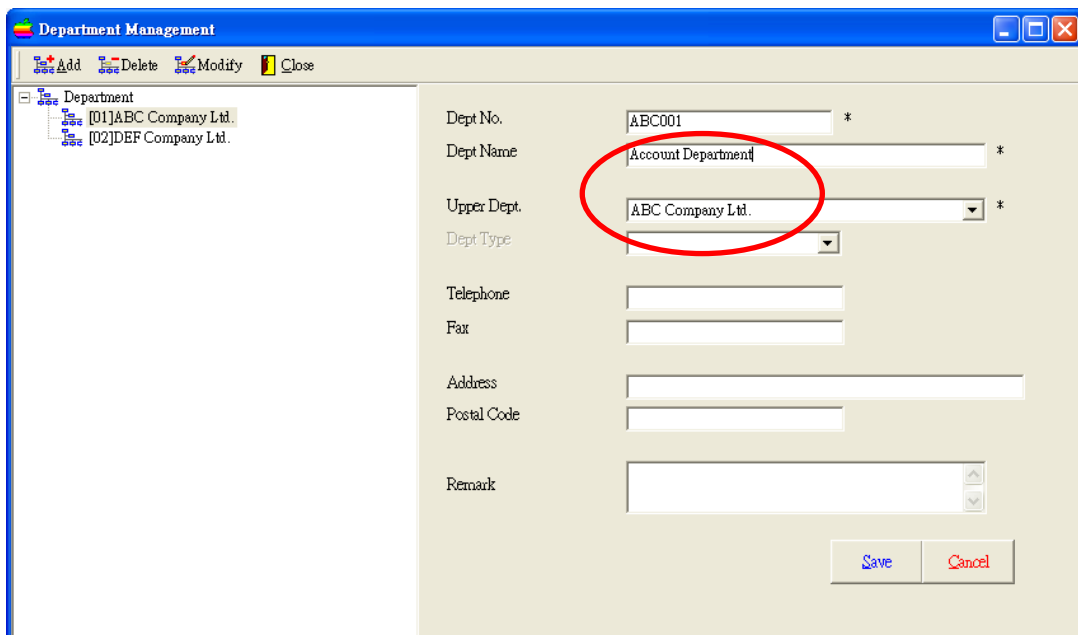 Department Management
Add Delete Modify Close
Department
[01]ABC Company Ltd.
[02]DEF Company Ltd.
Dept No. ABC001 *
Dept Name Account Department *
Upper Dept. ABC Company Ltd. *
Dept Type
Telephone
Fax
Address
Postal Code
Remark
Save Cancel